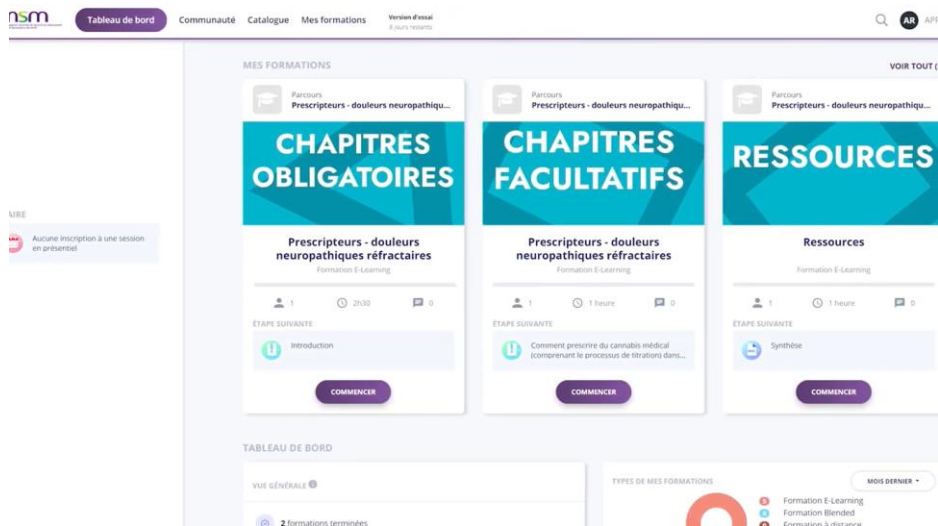 nsm
Tableau de bord
Communauté
Catalogue
Mes formations
Version d'essai
8 jours restants
AR
MES FORMATIONS
VOIR TOUT (
Parcours
Prescripteurs - douleurs neuropathiqu...
CHAPITRES
OBLIGATOIRES
Prescripteurs - douleurs
neuropathiques réfractaires
Formation E-Learning
1
2h30
0
ÉTAPE SUIVANTE
Introduction
COMMENCER
Parcours
Prescripteurs - douleurs neuropathiqu...
CHAPITRES
FACULTATIFS
Prescripteurs - douleurs
neuropathiques réfractaires
Formation E-Learning
1
1 heure
0
ÉTAPE SUIVANTE
Comment prescrire du cannabis médical
(comprenant le processus de titration) dans...
COMMENCER
Parcours
Prescripteurs - douleurs neuropathiqu...
RESSOURCES
Ressources
Formation E-Learning
1
1 heure
0
ÉTAPE SUIVANTE
Synthèse
COMMENCER
AIRE
Aucune inscription à une session
en présentiel
TABLEAU DE BORD
VUE GÉNÉRALE
2 formations terminées
TYPES DE MES FORMATIONS
MOIS DERNIER
Formation E-Learning
Formation Blended
Formation à distance